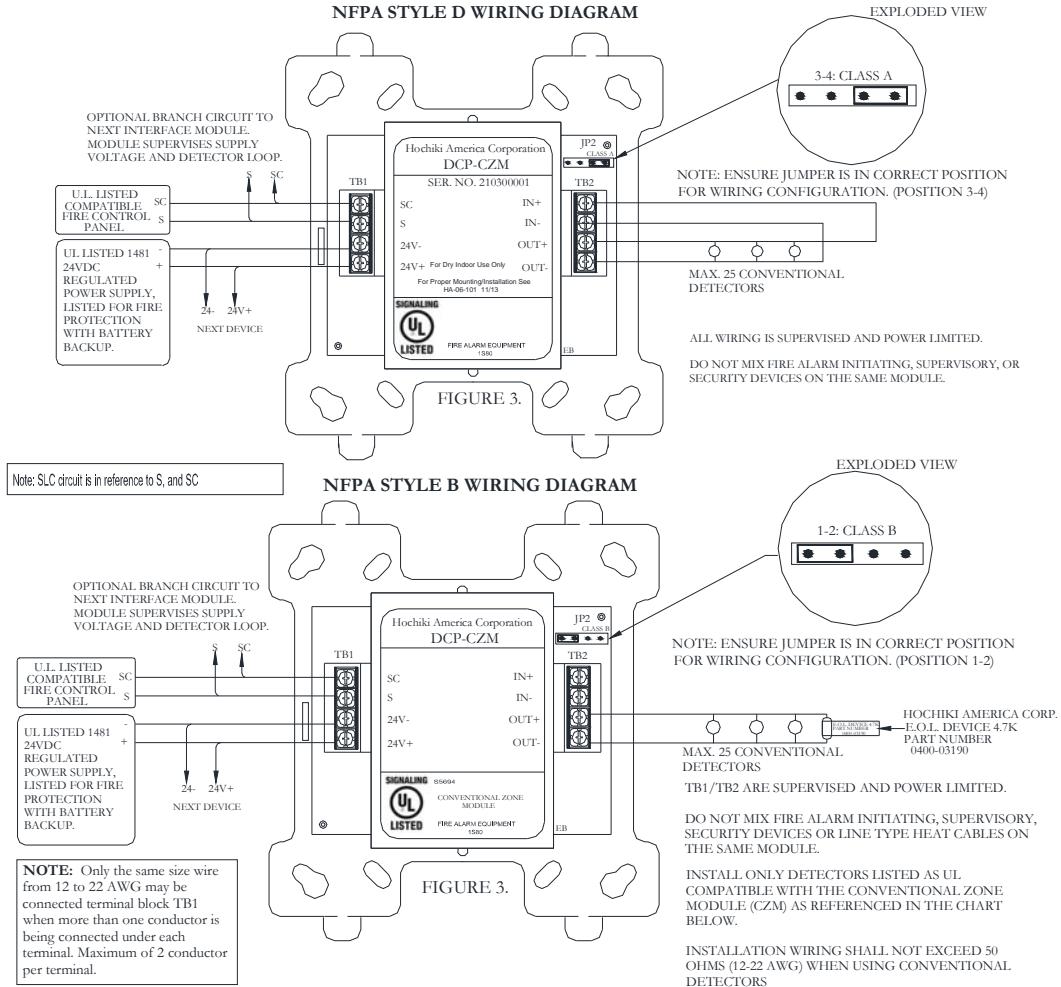 NFPA STYLE D WIRING DIAGRAM
EXPLODED VIEW
3-4: CLASS A
OPTIONAL BRANCH CIRCUIT TO
NEXT INTERFACE MODULE.
MODULE SUPERVISES SUPPLY
VOLTAGE AND DETECTOR LOOP.
S SC
U.L. LISTED
COMPATIBLE
FIRE CONTROL
PANEL
SC
S
UL LISTED 1481
24VDC
REGULATED
POWER SUPPLY,
LISTED FOR FIRE
PROTECTION
WITH BATTERY
BACKUP.
-
+
24- 24V+
NEXT DEVICE
TB1
Hochiki America Corporation
DCP-CZM
SER. NO. 210300001
SC IN+
S IN-
24V- OUT+
24V+ For Dry Indoor Use Only OUT-
For Proper Mounting/Installation See
HA-06-101 11/13
SIGNALING
UL
LISTED
FIRE ALARM EQUIPMENT
1S80
EB
JP2
CLASS A
TB2
NOTE: ENSURE JUMPER IS IN CORRECT POSITION
FOR WIRING CONFIGURATION. (POSITION 3-4)
MAX. 25 CONVENTIONAL
DETECTORS
ALL WIRING IS SUPERVISED AND POWER LIMITED.
DO NOT MIX FIRE ALARM INITIATING, SUPERVISORY, OR
SECURITY DEVICES ON THE SAME MODULE.
FIGURE 3.
Note: SLC circuit is in reference to S, and SC
NFPA STYLE B WIRING DIAGRAM
EXPLODED VIEW
1-2: CLASS B
OPTIONAL BRANCH CIRCUIT TO
NEXT INTERFACE MODULE.
MODULE SUPERVISES SUPPLY
VOLTAGE AND DETECTOR LOOP.
S SC
U.L. LISTED
COMPATIBLE
FIRE CONTROL
PANEL
SC
S
UL LISTED 1481
24VDC
REGULATED
POWER SUPPLY,
LISTED FOR FIRE
PROTECTION
WITH BATTERY
BACKUP.
-
+
24- 24V+
NEXT DEVICE
TB1
Hochiki America Corporation
DCP-CZM
SC IN+
S IN-
24V- OUT+
24V+ OUT-
SIGNALING S5694
UL
LISTED
CONVENTIONAL ZONE
MODULE
FIRE ALARM EQUIPMENT
1S80
EB
JP2
CLASS B
TB2
NOTE: ENSURE JUMPER IS IN CORRECT POSITION
FOR WIRING CONFIGURATION. (POSITION 1-2)
E.O.L. DEVICE 4.7K
PART NUMBER
0400-03190
HOCHIKI AMERICA CORP.
E.O.L. DEVICE 4.7K
PART NUMBER
0400-03190
MAX. 25 CONVENTIONAL
DETECTORS
TB1/TB2 ARE SUPERVISED AND POWER LIMITED.
DO NOT MIX FIRE ALARM INITIATING, SUPERVISORY,
SECURITY DEVICES OR LINE TYPE HEAT CABLES ON
THE SAME MODULE.
INSTALL ONLY DETECTORS LISTED AS UL
COMPATIBLE WITH THE CONVENTIONAL ZONE
MODULE (CZM) AS REFERENCED IN THE CHART
BELOW.
INSTALLATION WIRING SHALL NOT EXCEED 50
OHMS (12-22 AWG) WHEN USING CONVENTIONAL
DETECTORS
FIGURE 3.
NOTE: Only the same size wire
from 12 to 22 AWG may be
connected terminal block TB1
when more than one conductor is
being connected under each
terminal. Maximum of 2 conductor
per terminal.